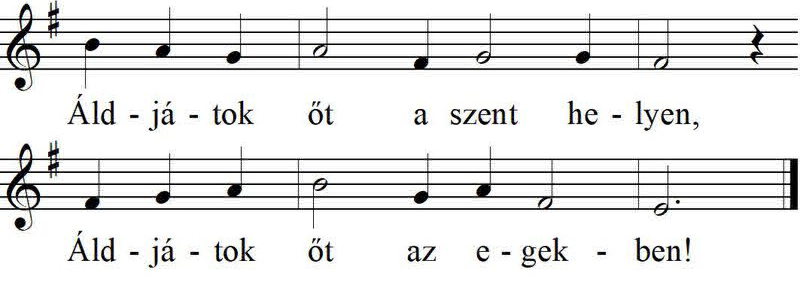 Áld - já - tok őt a szent he - lyen,
Áld - já - tok őt az e - gek - ben!